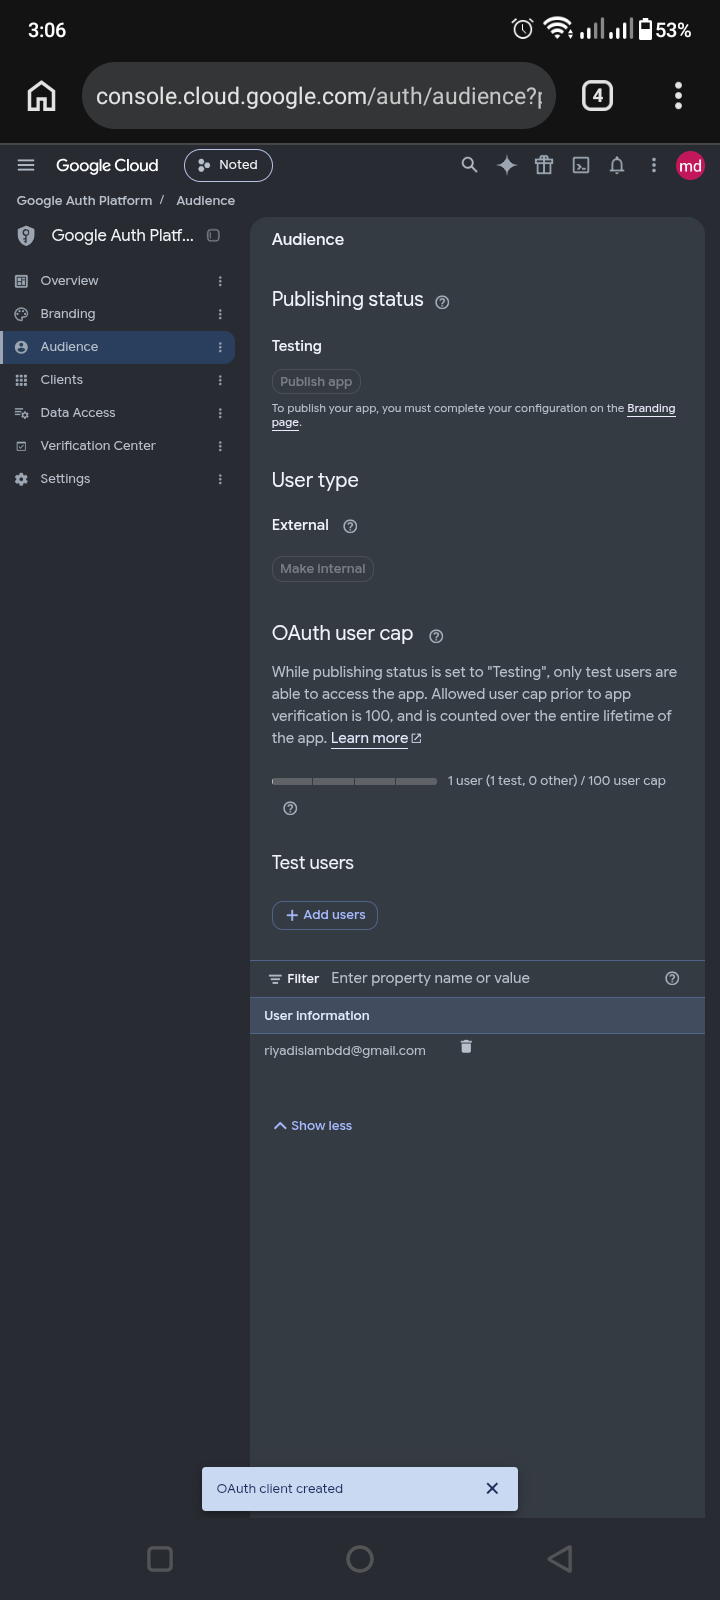 3:06
53%
console.cloud.google.com/auth/audience?
4
Google Cloud
Noted
md
Google Auth Platform / Audience
Google Auth Platf...
Overview
Branding
Audience
Clients
Data Access
Verification Center
Settings
Audience
Publishing status
Testing
Publish app
To publish your app, you must complete your configuration on the Branding
page.
User type
External
Make internal
OAuth user cap
While publishing status is set to "Testing", only test users are
able to access the app. Allowed user cap prior to app
verification is 100, and is counted over the entire lifetime of
the app. Learn more
1 user (1 test, 0 other) / 100 user cap
Test users
+ Add users
Filter Enter property name or value
User information
riyadislambdd@gmail.com
Show less
OAuth client created